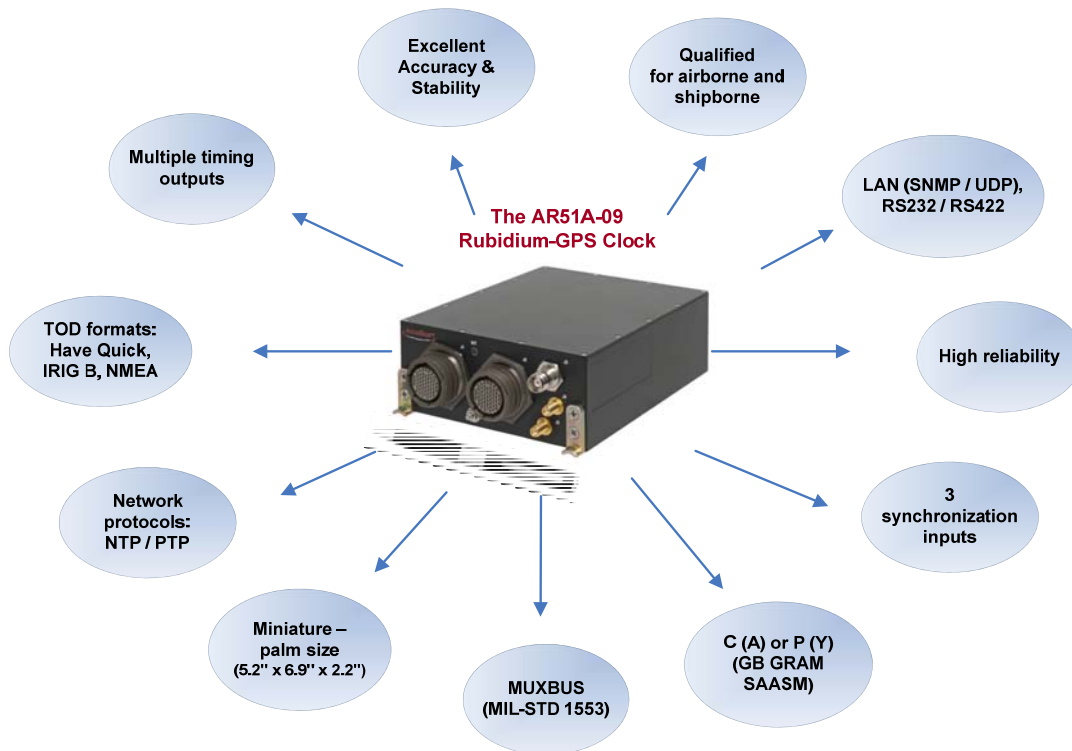 Excellent
Accuracy &
Stability
Qualified
for airborne and
shipborne
Multiple timing
outputs
LAN (SNMP / UDP),
RS232 / RS422
The AR51A-09
Rubidium-GPS Clock
TOD formats:
Have Quick,
IRIG B, NMEA
High reliability
Network
protocols:
NTP / PTP
3
synchronization
inputs
Miniature –
palm size
(5.2" x 6.9" x 2.2")
MUXBUS
(MIL-STD 1553)
C (A) or P (Y)
(GB GRAM
SAASM)